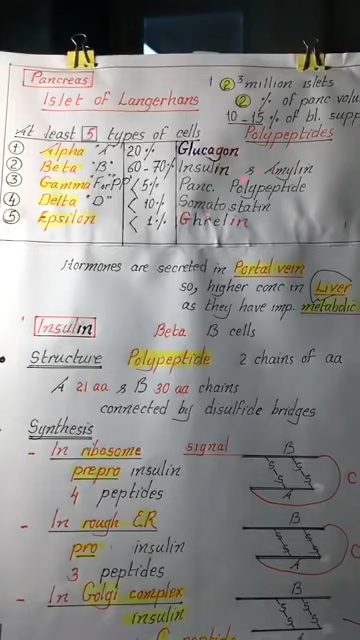 Pancreas
1 - 3 million islets
Islet of Langerhans
2 % of panc volu
10 - 15 % of bl. supp
At least 5 types of cells
Polypeptides
1 Alpha "A" 20 % Glucagon
2 Beta "B" 60 - 70 % Insulin & Amylin
3 Gamma "F or PP" < 5 % Panc. Polypeptide
4 Delta "D" < 10 % Somatostatin
5 Epsilon < 1 % Ghrelin
Hormones are secreted in Portal vein
so, higher conc in Liver
as they have imp. metabolic
Insulin Beta B cells
• Structure Polypeptide 2 chains of aa
A 21 aa & B 30 aa chains
connected by disulfide bridges
Synthesis
- In ribosome signal B
prepro insulin S S S S C
4 peptides A
- In rough ER B
pro insulin S S S S C
3 peptides A
- In Golgi complex B
insulin S S
C peptide